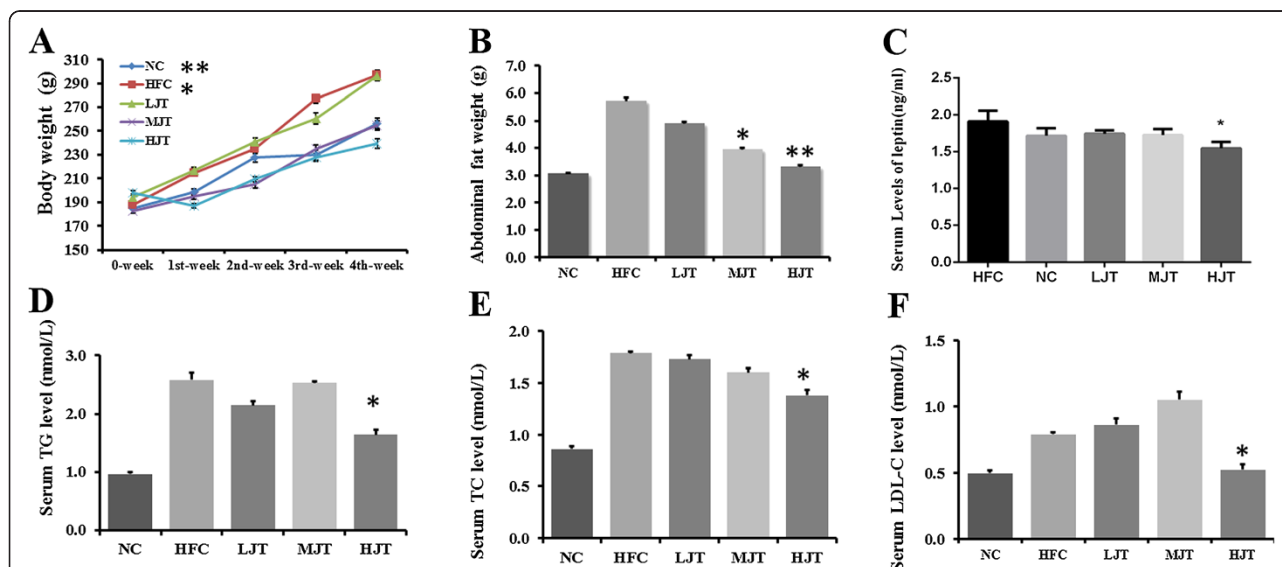 A
Body weight (g)
310
290
270
250
230
210
190
170
150
NC **
HFC *
LJT
MJT
HJT
0-week 1st-week 2nd-week 3rd-week 4th-week
B
Abdominal fat weight (g)
g
7.0
6.0
5.0
4.0
3.0
2.0
1.0
0.0
*
**
NC HFC LJT MJT HJT
C
Serum Levels of leptin(ng/ml)
2.5
2.0
1.5
1.0
0.5
0.0
*
HFC NC LJT MJT HJT
D
Serum TG level (nmol/L)
3.0
2.0
1.0
0.0
*
NC HFC LJT MJT HJT
E
Serum TC level (nmol/L)
2.0
1.5
1.0
0.5
0.0
*
NC HFC LJT MJT HJT
F
Serum LDL-C level (nmol/L)
1.5
1.0
0.5
0.0
*
NC HFC LJT MJT HJT